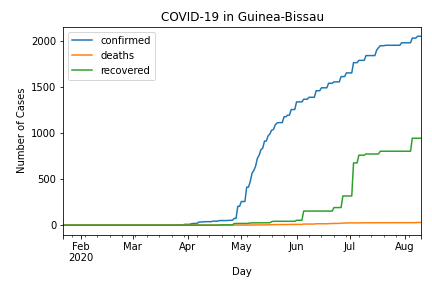 COVID-19 in Guinea-Bissau
confirmed
deaths
recovered
Number of Cases
2000
1500
1000
500
0
Feb Mar Apr May Jun Jul Aug
2020
Day